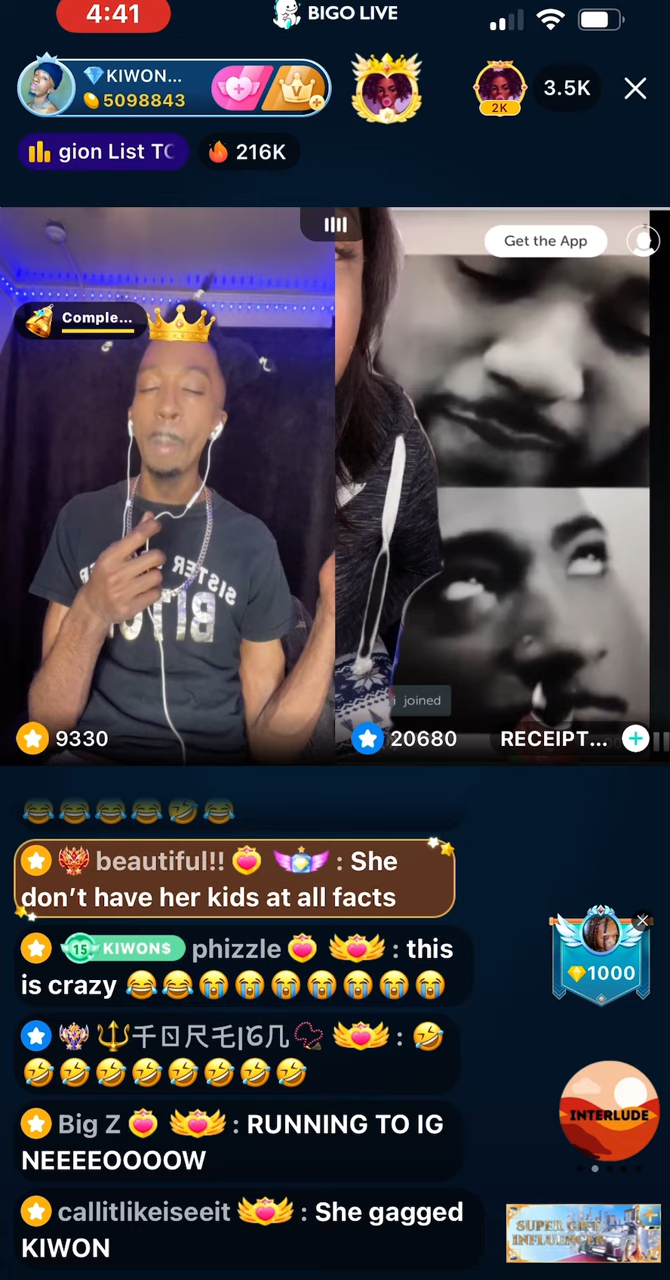 4:41
BIGO LIVE
KIWON...
5098843
2K
3.5K
gion List TC
216K
Get the App
Comple...
SISTER
i joined
9330
20680
RECEIPT...
😂😂😂😂🤣😂
beautiful!! : She
don’t have her kids at all facts
15 KIWON$ phizzle : this
is crazy 😂😂😭😭😭😭😭😭😭
🔱千ㄖ尺乇|Ꮾ几📿 : 🤣
🤣🤣🤣🤣🤣🤣🤣🤣
Big Z : RUNNING TO IG
NEEEEOOOOW
callitlikeiseeit : She gagged
KIWON
1000
INTERLUDE
SUPER GIFT
INFLUENCER